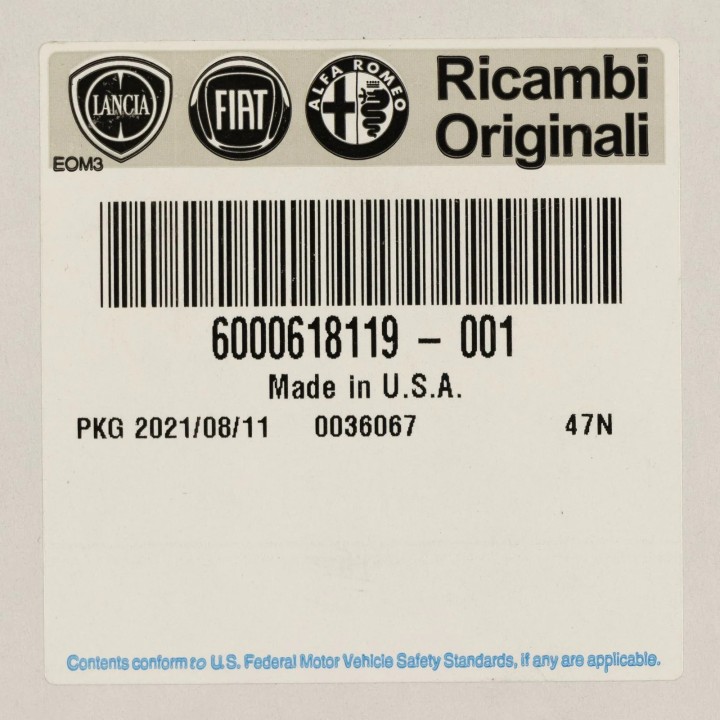 LANCIA FIAT ALFA ROMEO
Ricambi
Originali
EOM3
6000618119 - 001
Made in U.S.A.
PKG 2021/08/11 0036067 47N
Contents conform to U.S. Federal Motor Vehicle Safety Standards, if any are applicable.